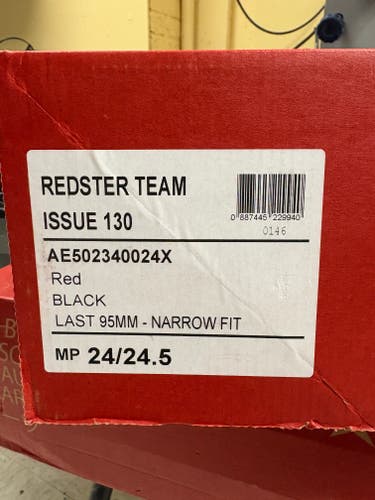 REDSTER TEAM
ISSUE 130
0 887445 229940
0146
AE502340024X
Red
BLACK
LAST 95MM - NARROW FIT
MP 24/24.5